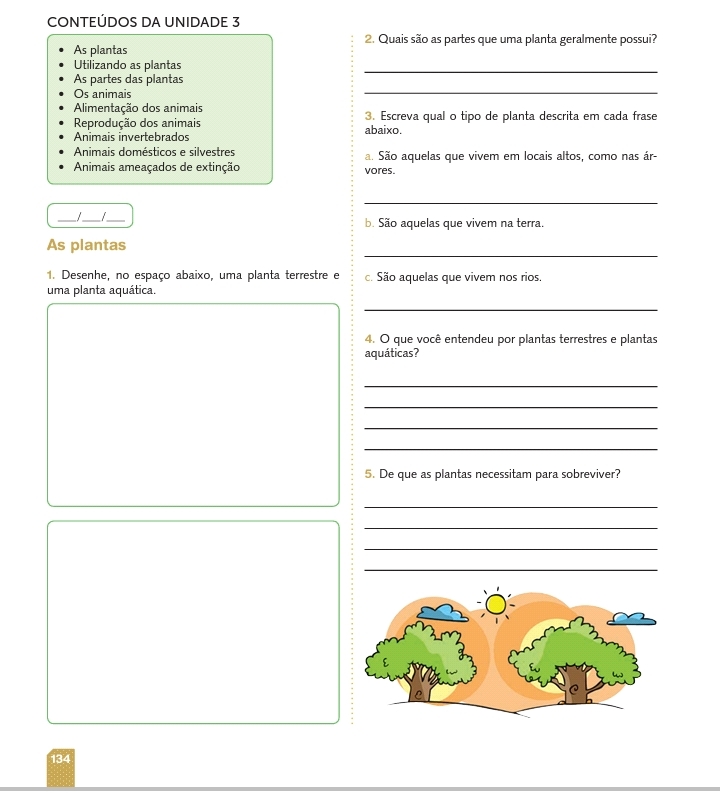 CONTEÚDOS DA UNIDADE 3
• As plantas
• Utilizando as plantas
• As partes das plantas
• Os animais
• Alimentação dos animais
• Reprodução dos animais
• Animais invertebrados
• Animais domésticos e silvestres
• Animais ameaçados de extinção
___/___/___
As plantas
1. Desenhe, no espaço abaixo, uma planta terrestre e
uma planta aquática.
2. Quais são as partes que uma planta geralmente possui?
3. Escreva qual o tipo de planta descrita em cada frase
abaixo.
a. São aquelas que vivem em locais altos, como nas ár-
vores.
b. São aquelas que vivem na terra.
c. São aquelas que vivem nos rios.
4. O que você entendeu por plantas terrestres e plantas
aquáticas?
5. De que as plantas necessitam para sobreviver?
134